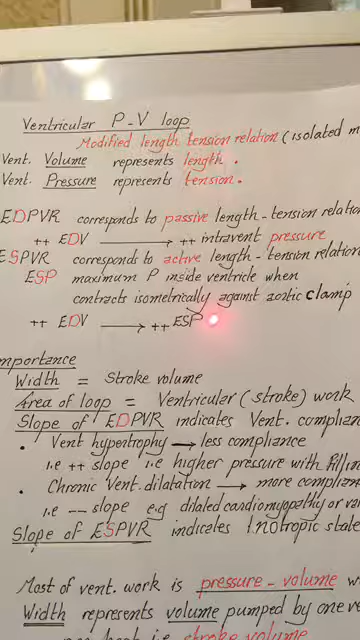 Ventricular P-V loop
Modified length tension relation (isolated m
Vent. Volume represents length.
Vent. Pressure represents tension.
EDPVR corresponds to passive length-tension relation
++ EDV → ++ intravent pressure
ESPVR corresponds to active length-tension relation
ESP maximum P inside ventricle when
contracts isometrically against aortic clamp
++ EDV → ++ ESP
mportance
Width = Stroke volume
Area of loop = Ventricular (stroke) work
Slope of EDPVR indicates Vent. complian
• Vent hypertrophy → less compliance
i.e ++ slope i.e higher pressure with fillin
• Chronic Vent. dilatation → more complian
i.e -- slope e.g dilated cardiomyopathy or va
Slope of ESPVR indicates Inotropic state
Most of vent. work is pressure-volume w
Width represents volume pumped by one ve
stroke volume